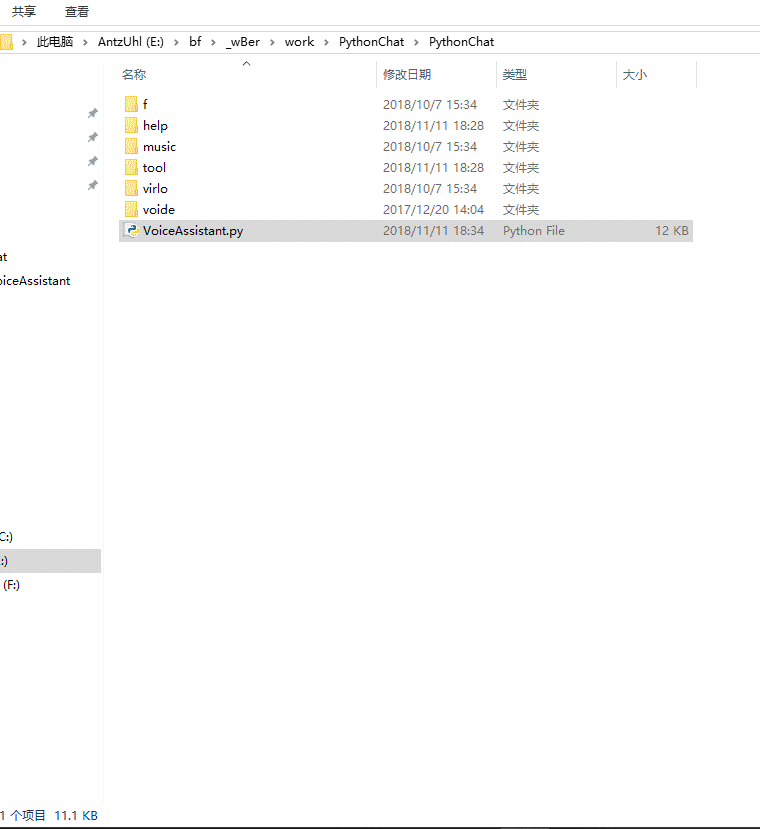 共享 查看
此电脑 AntzUhl (E:) bf _wBer work PythonChat PythonChat
名称 修改日期 类型 大小
f 2018/10/7 15:34 文件夹
help 2018/11/11 18:28 文件夹
music 2018/10/7 15:34 文件夹
tool 2018/11/11 18:28 文件夹
virlo 2018/10/7 15:34 文件夹
voide 2017/12/20 14:04 文件夹
VoiceAssistant.py 2018/11/11 18:34 Python File 12 KB
at
oiceAssistant
C:)
:)
(F:)
1 个项目 11.1 KB